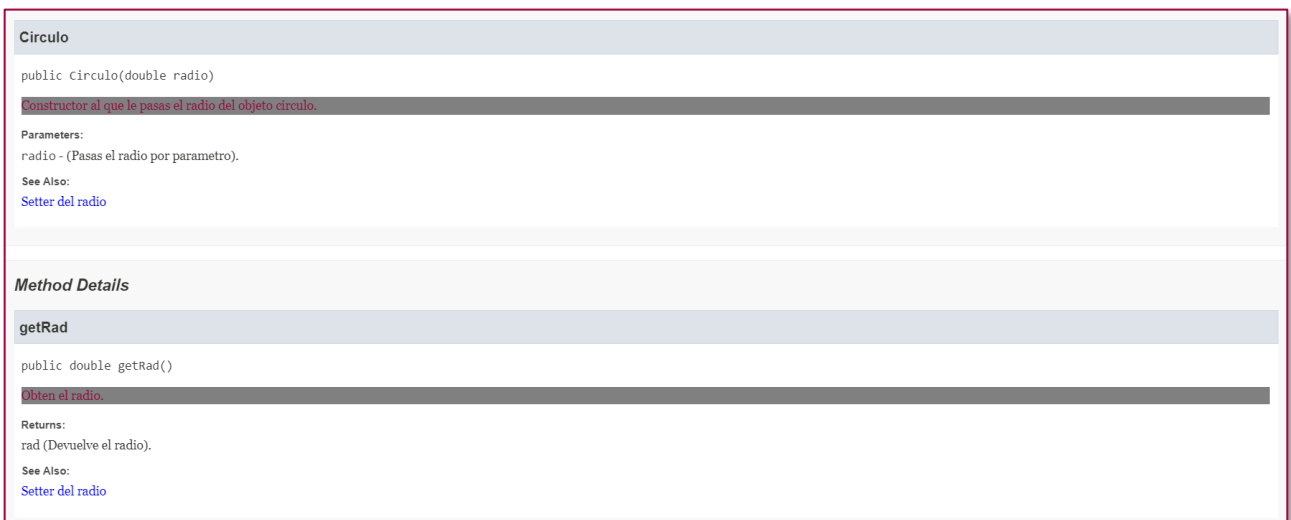 Circulo
public Circulo(double radio)
Constructor al que le pasas el radio del objeto circulo.
Parameters:
radio - (Pasas el radio por parametro).
See Also:
Setter del radio
Method Details
getRad
public double getRad()
Obten el radio.
Returns:
rad (Devuelve el radio).
See Also:
Setter del radio